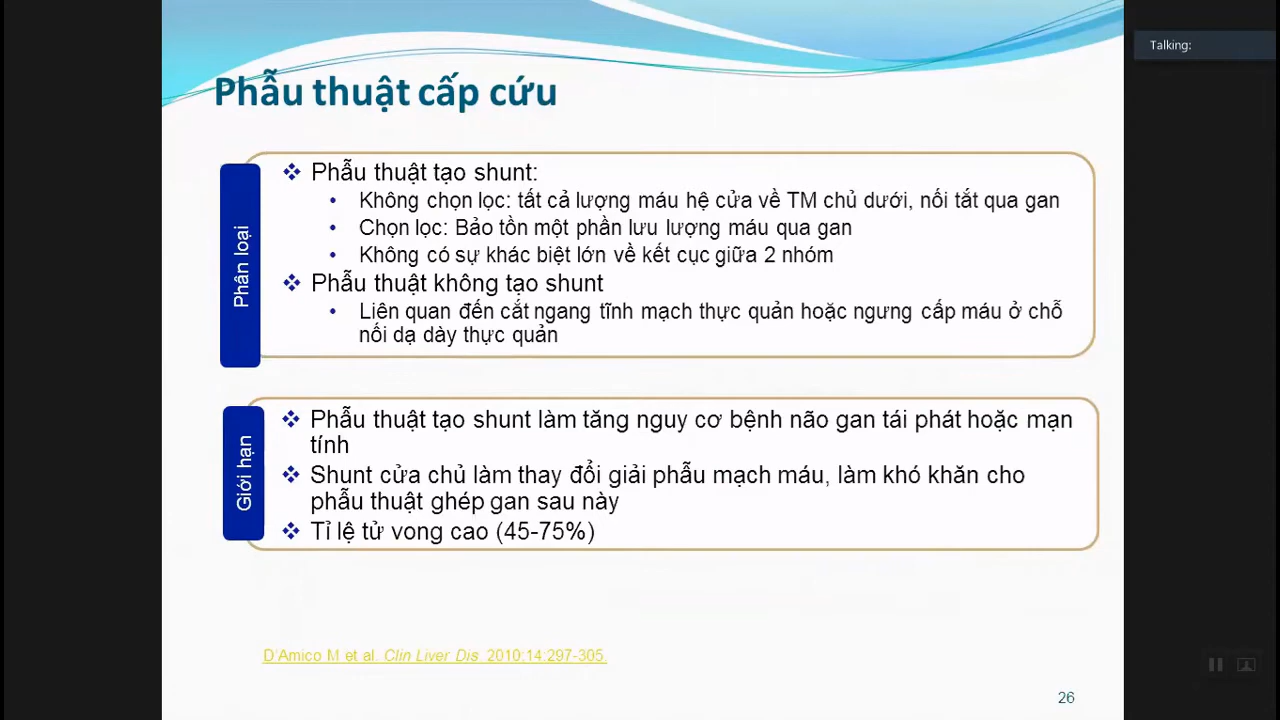 Talking:
Phẫu thuật cấp cứu
Phân loại
❖ Phẫu thuật tạo shunt:
• Không chọn lọc: tất cả lượng máu hệ cửa về TM chủ dưới, nối tắt qua gan
• Chọn lọc: Bảo tồn một phần lưu lượng máu qua gan
• Không có sự khác biệt lớn về kết cục giữa 2 nhóm
❖ Phẫu thuật không tạo shunt
• Liên quan đến cắt ngang tĩnh mạch thực quản hoặc ngưng cấp máu ở chỗ
nối dạ dày thực quản
Giới hạn
❖ Phẫu thuật tạo shunt làm tăng nguy cơ bệnh não gan tái phát hoặc mạn
tính
❖ Shunt cửa chủ làm thay đổi giải phẫu mạch máu, làm khó khăn cho
phẫu thuật ghép gan sau này
❖ Tỉ lệ tử vong cao (45-75%)
D'Amico M et al. Clin Liver Dis. 2010:14:297-305.
26